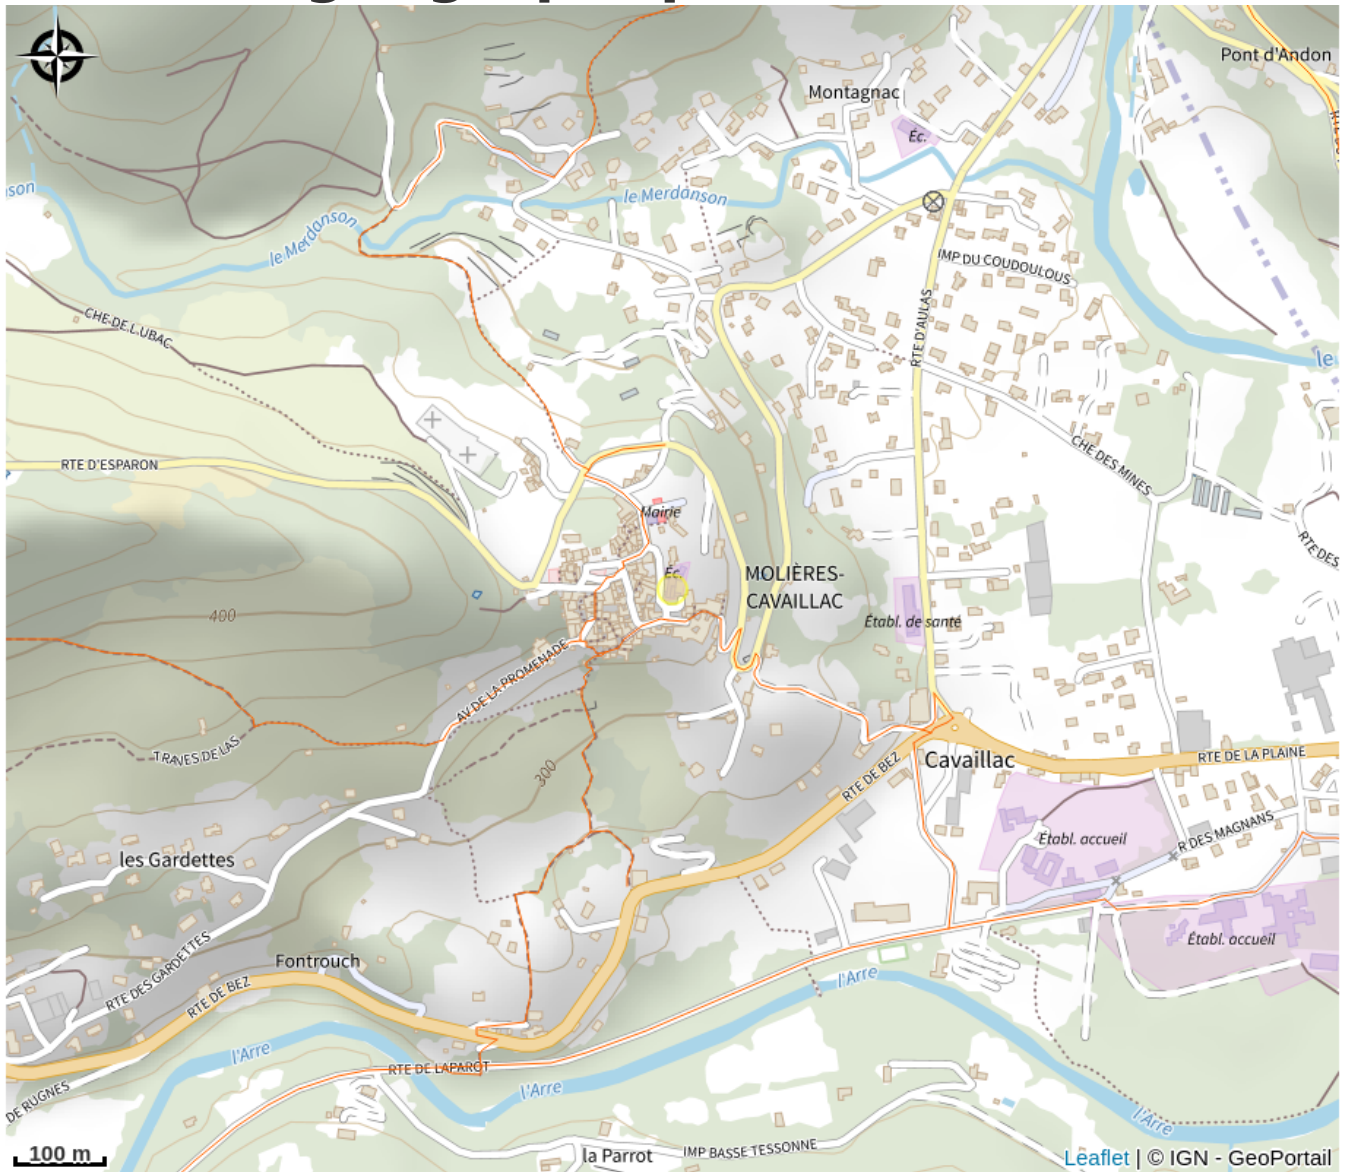 Pont d'Andon
Montagnac
Éc.
le Merdanson
son
le Merdanson
IMP DU COUDOULOUS
CHE DE L'UBAC
RTE D'AULAS
le
RTE D'ESPARON
CHE DES MINES
Mairie
RTE DES
Éc.
MOLIÈRES-
CAVAILLAC
400
Établ. de santé
AV DE LA PROMENADE
TRAVES DE LAS
300
Cavaillac
RTE DE LA PLAINE
RTE DE BEZ
Établ. accueil
R DES MAGNANS
les Gardettes
Établ. accueil
Fontrouch
RTE DES GARDETTES
RTE DE BEZ
l'Arre
l'Arre
RTE DE LAPAROT
l'Arre
DE RUGNES
l'Arre
100 m
la Parrot
IMP BASSE TESSONNE
Leaflet | © IGN - GeoPortail